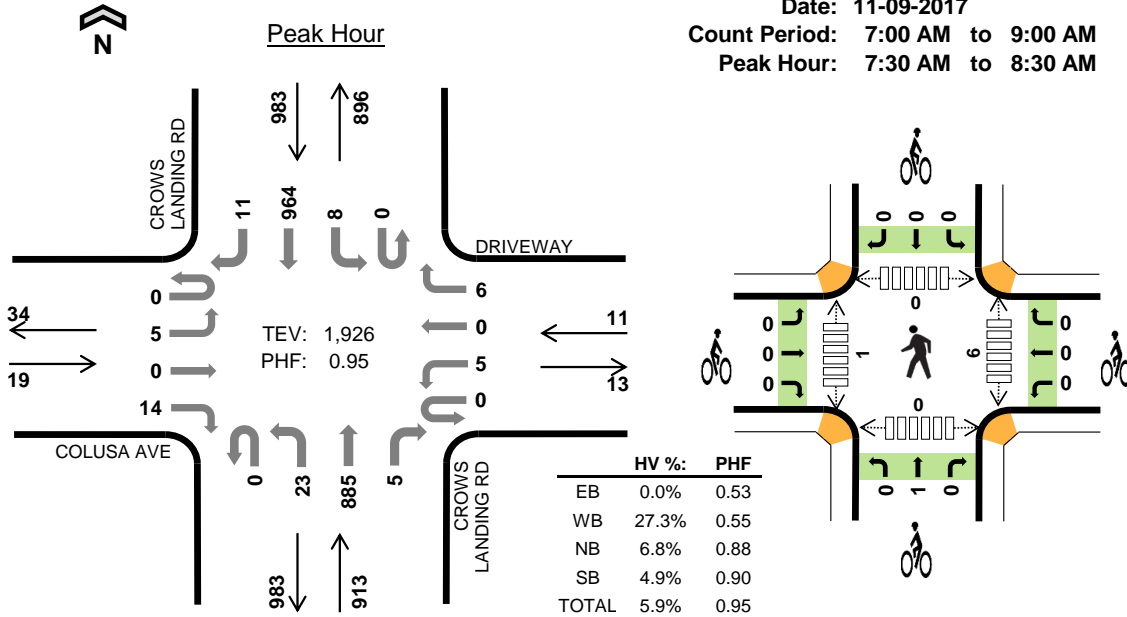 Date: 11-09-2017
Count Period: 7:00 AM to 9:00 AM
Peak Hour: 7:30 AM to 8:30 AM
N
Peak Hour
983
896
CROWS
LANDING RD
11
964
8
0
DRIVEWAY
0
5
0
14
34
19
TEV: 1,926
PHF: 0.95
6
0
5
0
11
13
COLUSA AVE
0
23
885
5
CROWS
LANDING RD
983
913
HV %: PHF
EB 0.0% 0.53
WB 27.3% 0.55
NB 6.8% 0.88
SB 4.9% 0.90
TOTAL 5.9% 0.95
0 0 0
0
0
0
0
1
6
0
0
0
0
0 1 0